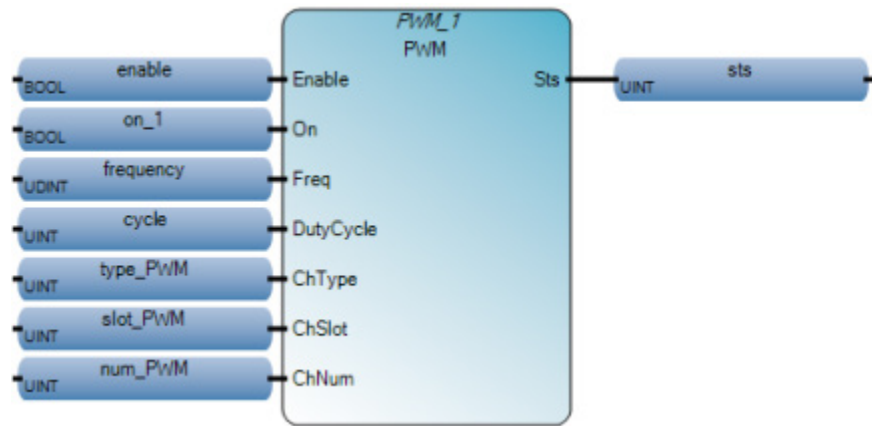 PWM_1
PWM
enable
BOOL
Enable
Sts
sts
UINT
on_1
BOOL
On
frequency
UDINT
Freq
cycle
UINT
DutyCycle
type_PWM
UINT
ChType
slot_PWM
UINT
ChSlot
num_PWM
UINT
ChNum